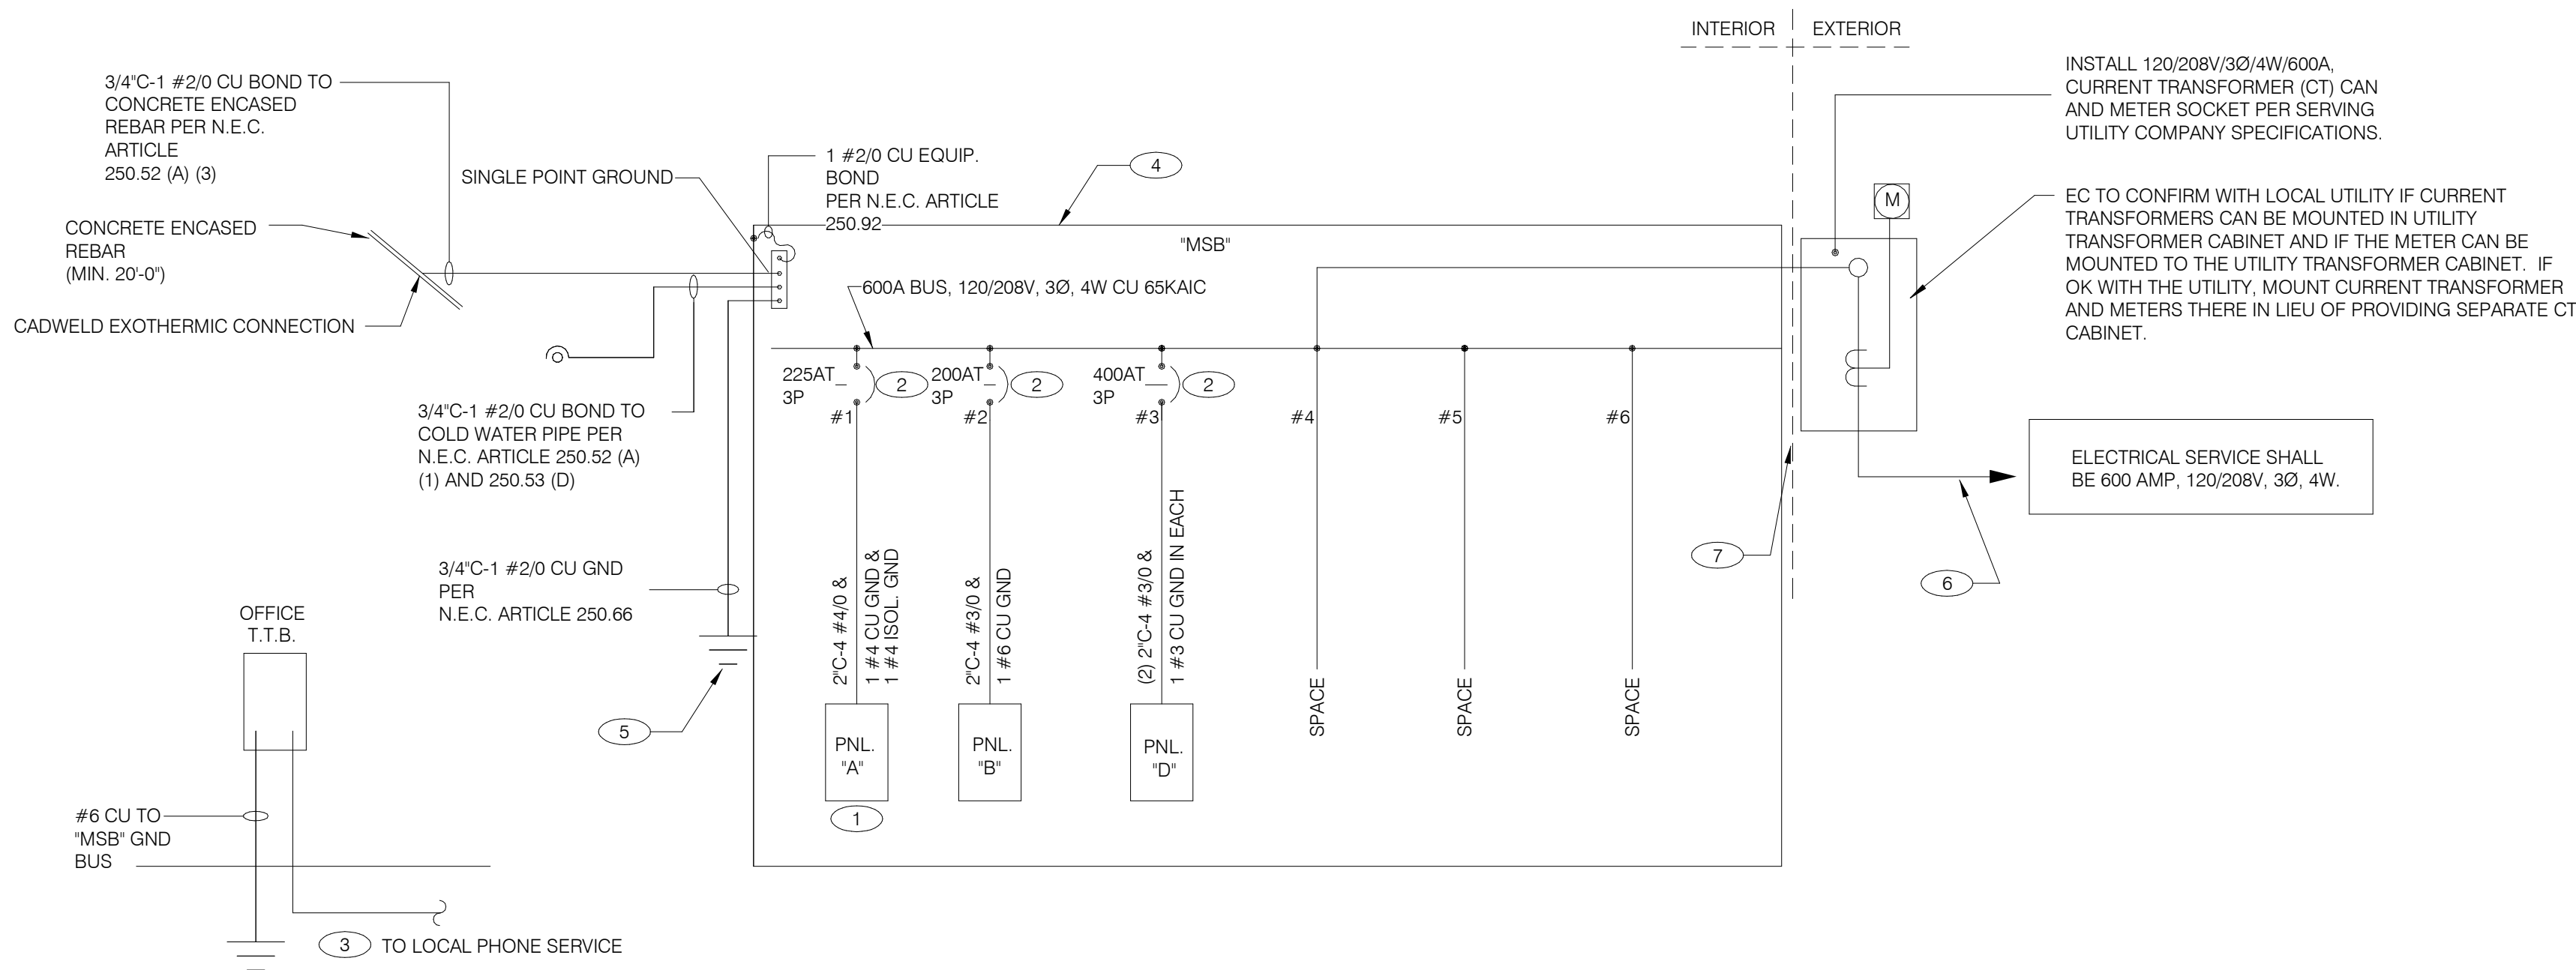 INTERIOR
EXTERIOR
INSTALL 120/208V/3Ø/4W/600A,
CURRENT TRANSFORMER (CT) CAN
AND METER SOCKET PER SERVING
UTILITY COMPANY SPECIFICATIONS.
3/4"C-1 #2/0 CU BOND TO
CONCRETE ENCASED
REBAR PER N.E.C.
ARTICLE
250.52 (A) (3)
SINGLE POINT GROUND
1 #2/0 CU EQUIP.
BOND
PER N.E.C. ARTICLE
250.92
4
M
EC TO CONFIRM WITH LOCAL UTILITY IF CURRENT
TRANSFORMERS CAN BE MOUNTED IN UTILITY
TRANSFORMER CABINET AND IF THE METER CAN BE
MOUNTED TO THE UTILITY TRANSFORMER CABINET. IF
OK WITH THE UTILITY, MOUNT CURRENT TRANSFORMER
AND METERS THERE IN LIEU OF PROVIDING SEPARATE CT
CABINET.
CONCRETE ENCASED
REBAR
(MIN. 20'-0")
"MSB"
600A BUS, 120/208V, 3Ø, 4W CU 65KAIC
CADWELD EXOTHERMIC CONNECTION
225AT
3P
2
#1
200AT
3P
2
#2
400AT
3P
2
#3
#4
#5
#6
3/4"C-1 #2/0 CU BOND TO
COLD WATER PIPE PER
N.E.C. ARTICLE 250.52 (A)
(1) AND 250.53 (D)
ELECTRICAL SERVICE SHALL
BE 600 AMP, 120/208V, 3Ø, 4W.
7
6
3/4"C-1 #2/0 CU GND
PER
N.E.C. ARTICLE 250.66
2"C-4 #4/0 &
1 #4 CU GND &
1 #4 ISOL. GND
2"C-4 #3/0 &
1 #6 CU GND
(2) 2"C-4 #3/0 &
1 #3 CU GND IN EACH
SPACE
SPACE
SPACE
5
PNL.
"A"
1
PNL.
"B"
PNL.
"D"
OFFICE
T.T.B.
#6 CU TO
"MSB" GND
BUS
3
TO LOCAL PHONE SERVICE